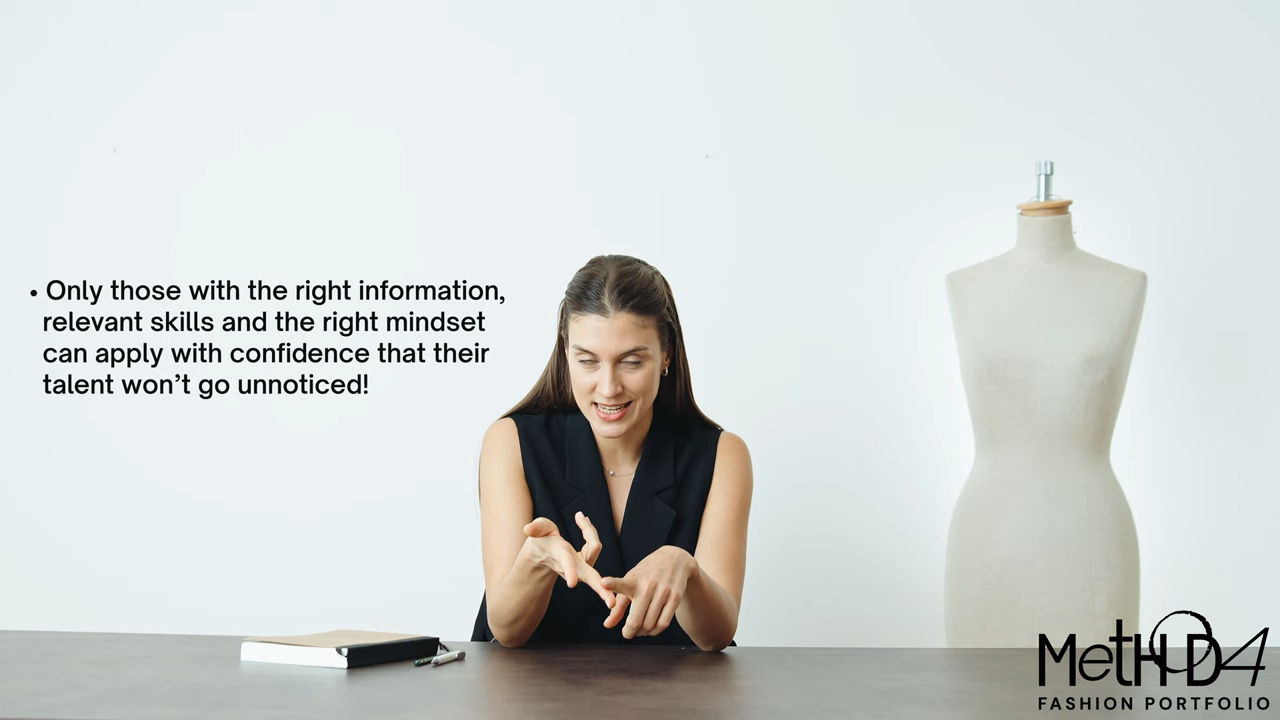 • Only those with the right information,
relevant skills and the right mindset
can apply with confidence that their
talent won’t go unnoticed!
MetHOD4
FASHION PORTFOLIO